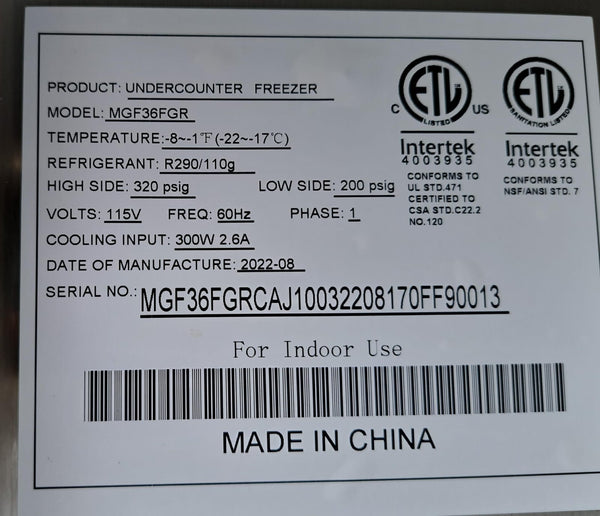 PRODUCT: UNDERCOUNTER FREEZER
MODEL: MGF36FGR
TEMPERATURE:-8~-1℉(-22~-17℃)
REFRIGERANT: R290/110g
HIGH SIDE: 320 psig LOW SIDE: 200 psig
VOLTS: 115V FREQ: 60Hz PHASE: 1
COOLING INPUT: 300W 2.6A
DATE OF MANUFACTURE: 2022-08
SERIAL NO.: MGF36FGRCAJ10032208170FF90013
For Indoor Use
MADE IN CHINA
C ETL US
LISTED
Intertek
4003935
CONFORMS TO
UL STD.471
CERTIFIED TO
CSA STD.C22.2
NO.120
ETL
SANITATION LISTED
Intertek
4003935
CONFORMS TO
NSF/ANSI STD. 7